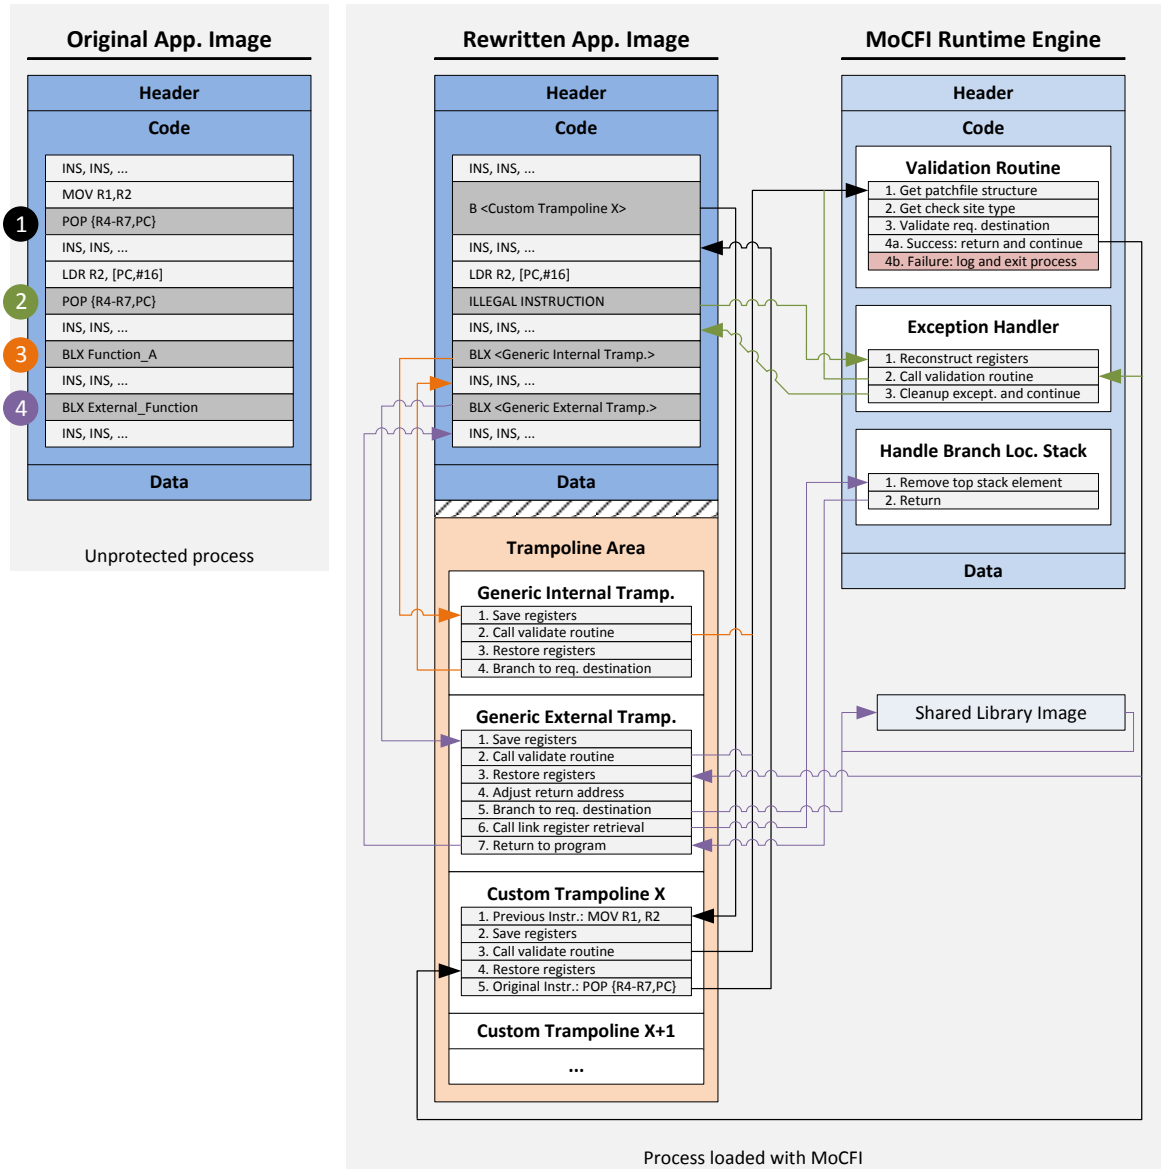 Original App. Image
Header
Code
INS, INS, ...
MOV R1,R2
1
POP {R4-R7,PC}
INS, INS, ...
LDR R2, [PC,#16]
2
POP {R4-R7,PC}
INS, INS, ...
3
BLX Function_A
INS, INS, ...
4
BLX External_Function
INS, INS, ...
Data
Unprotected process
Rewritten App. Image
Header
Code
INS, INS, ...
B <Custom Trampoline X>
INS, INS, ...
LDR R2, [PC,#16]
ILLEGAL INSTRUCTION
INS, INS, ...
BLX <Generic Internal Tramp.>
INS, INS, ...
BLX <Generic External Tramp.>
INS, INS, ...
Data
Trampoline Area
Generic Internal Tramp.
1. Save registers
2. Call validate routine
3. Restore registers
4. Branch to req. destination
Generic External Tramp.
1. Save registers
2. Call validate routine
3. Restore registers
4. Adjust return address
5. Branch to req. destination
6. Call link register retrieval
7. Return to program
Custom Trampoline X
1. Previous Instr.: MOV R1, R2
2. Save registers
3. Call validate routine
4. Restore registers
5. Original Instr.: POP {R4-R7,PC}
Custom Trampoline X+1
...
MoCFI Runtime Engine
Header
Code
Validation Routine
1. Get patchfile structure
2. Get check site type
3. Validate req. destination
4a. Success: return and continue
4b. Failure: log and exit process
Exception Handler
1. Reconstruct registers
2. Call validation routine
3. Cleanup except. and continue
Handle Branch Loc. Stack
1. Remove top stack element
2. Return
Data
Shared Library Image
Process loaded with MoCFI